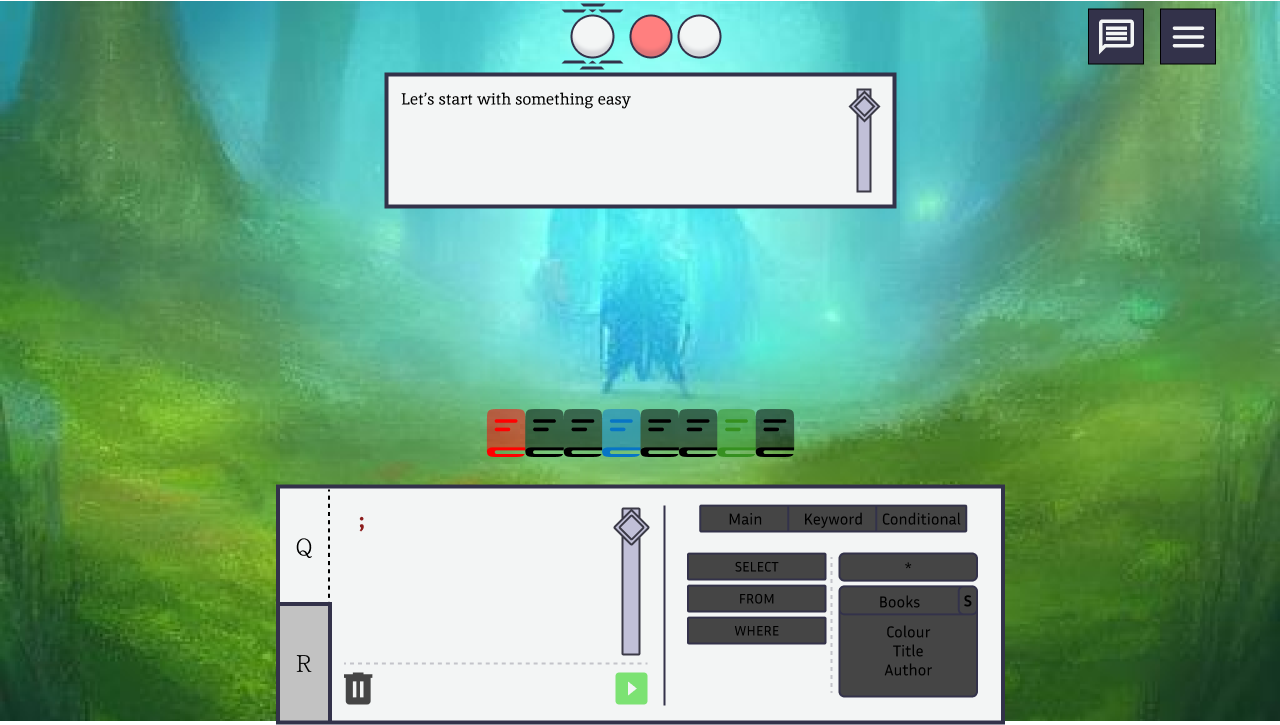 Let's start with something easy
Q
;
R
Main Keyword Conditional
SELECT
FROM
WHERE
*
Books S
Colour
Title
Author